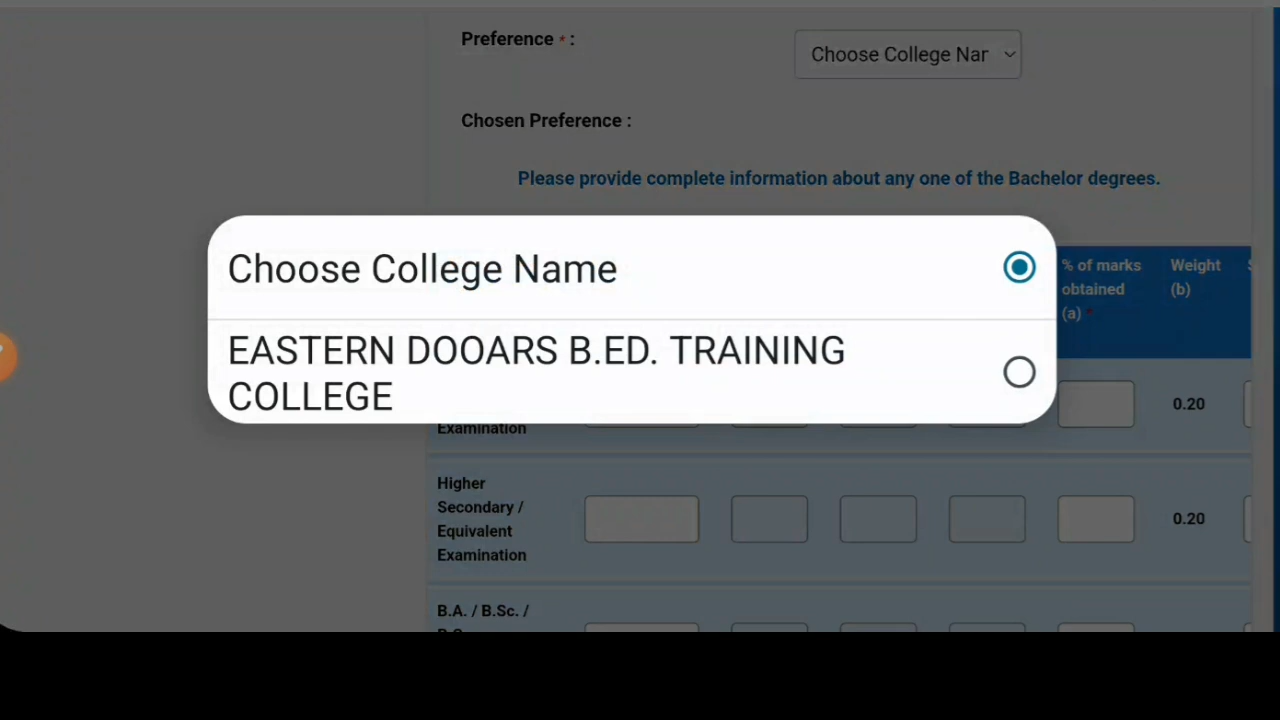 Preference * :
Choose College Nar
Chosen Preference :
Please provide complete information about any one of the Bachelor degrees.
Choose College Name
EASTERN DOOARS B.ED. TRAINING
COLLEGE
% of marks
obtained
(a) *
Weight
(b)
Examination
0.20
Higher
Secondary /
Equivalent
Examination
0.20
B.A. / B.Sc. /